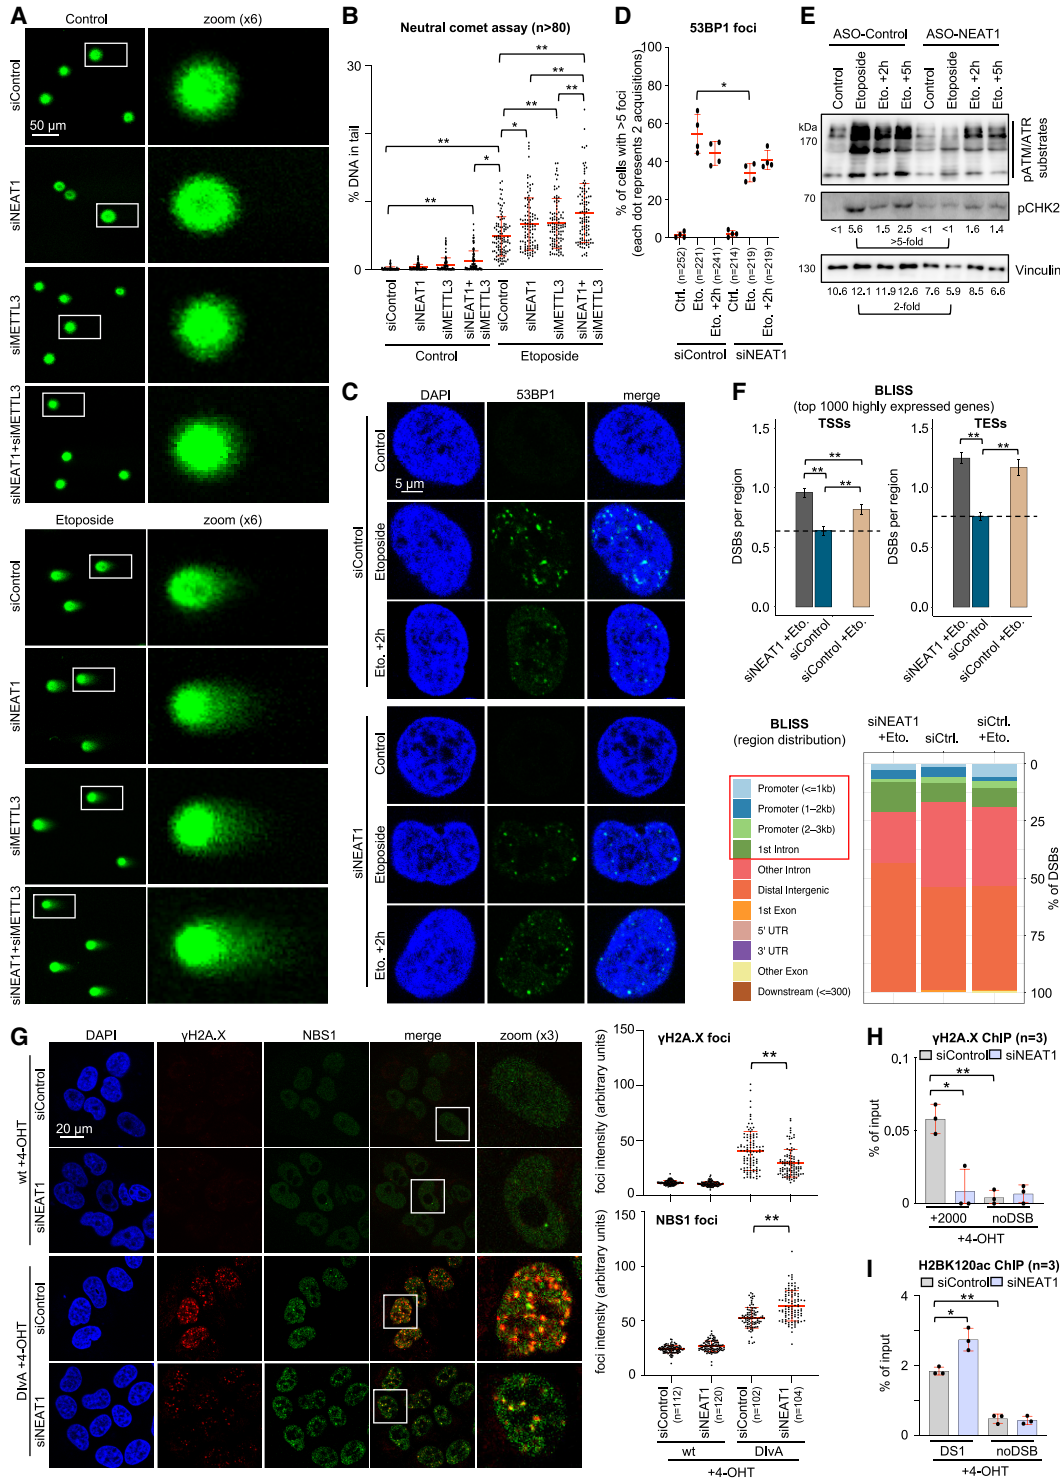 A
Control
zoom (x6)
siControl
50 µm
siNEAT1
siMETTL3
siNEAT1+siMETTL3
Etoposide
zoom (x6)
siControl
siNEAT1
siMETTL3
siNEAT1+siMETTL3
B
Neutral comet assay (n>80)
% DNA in tail
30
0
** ** ** ** * ** * **
siControl
siNEAT1
siMETTL3
siNEAT1+
siMETTL3
siControl
siNEAT1
siMETTL3
siNEAT1+
siMETTL3
Control
Etoposide
C
DAPI
53BP1
merge
5 µm
siControl
Control
Etoposide
Eto. +2h
siNEAT1
Control
Etoposide
Eto. +2h
D
53BP1 foci
% of cells with >5 foci
(each dot represents 2 acquisitions)
100
80
60
40
20
0
*
Ctrl. (n=252)
Eto. (n=221)
Eto. +2h (n=241)
Ctrl. (n=214)
Eto. (n=219)
Eto. +2h (n=219)
siControl
siNEAT1
E
ASO-Control
ASO-NEAT1
Control
Etoposide
Eto. +2h
Eto. +5h
Control
Etoposide
Eto. +2h
Eto. +5h
kDa
170
pATM/ATR
substrates
70
pCHK2
<1 5.6 1.5 2.5 <1 <1 1.6 1.4
>5-fold
130
Vinculin
10.6 12.1 11.9 12.6 7.6 5.9 8.5 6.6
2-fold
F
BLISS
(top 1000 highly expressed genes)
TSSs
TESs
DSBs per region
1.5
1.0
0.5
0.0
** ** **
siNEAT1 +Eto.
siControl
siControl +Eto.
DSBs per region
1.5
1.0
0.5
0.0
** **
siNEAT1 +Eto.
siControl
siControl +Eto.
BLISS
(region distribution)
siNEAT1
+Eto.
siCtrl.
siCtrl.
+Eto.
Promoter (<=1kb)
Promoter (1–2kb)
Promoter (2–3kb)
1st Intron
Other Intron
Distal Intergenic
1st Exon
5' UTR
3' UTR
Other Exon
Downstream (<=300)
0
25
50
75
100
% of DSBs
G
DAPI
γH2A.X
NBS1
merge
zoom (x3)
20 µm
wt +4-OHT
siControl
siNEAT1
DIvA +4-OHT
siControl
siNEAT1
γH2A.X foci
foci intensity (arbitrary units)
150
100
50
0
**
NBS1 foci
foci intensity (arbitrary units)
150
100
50
0
**
siControl
(n=112)
siNEAT1
(n=120)
siControl
(n=102)
siNEAT1
(n=104)
wt
DIvA
+4-OHT
H
γH2A.X ChIP (n=3)
siControl
siNEAT1
% of input
0.1
0.05
0
**
*
+2000
noDSB
+4-OHT
I
H2BK120ac ChIP (n=3)
siControl
siNEAT1
% of input
4
2
0
**
*
DS1
noDSB
+4-OHT